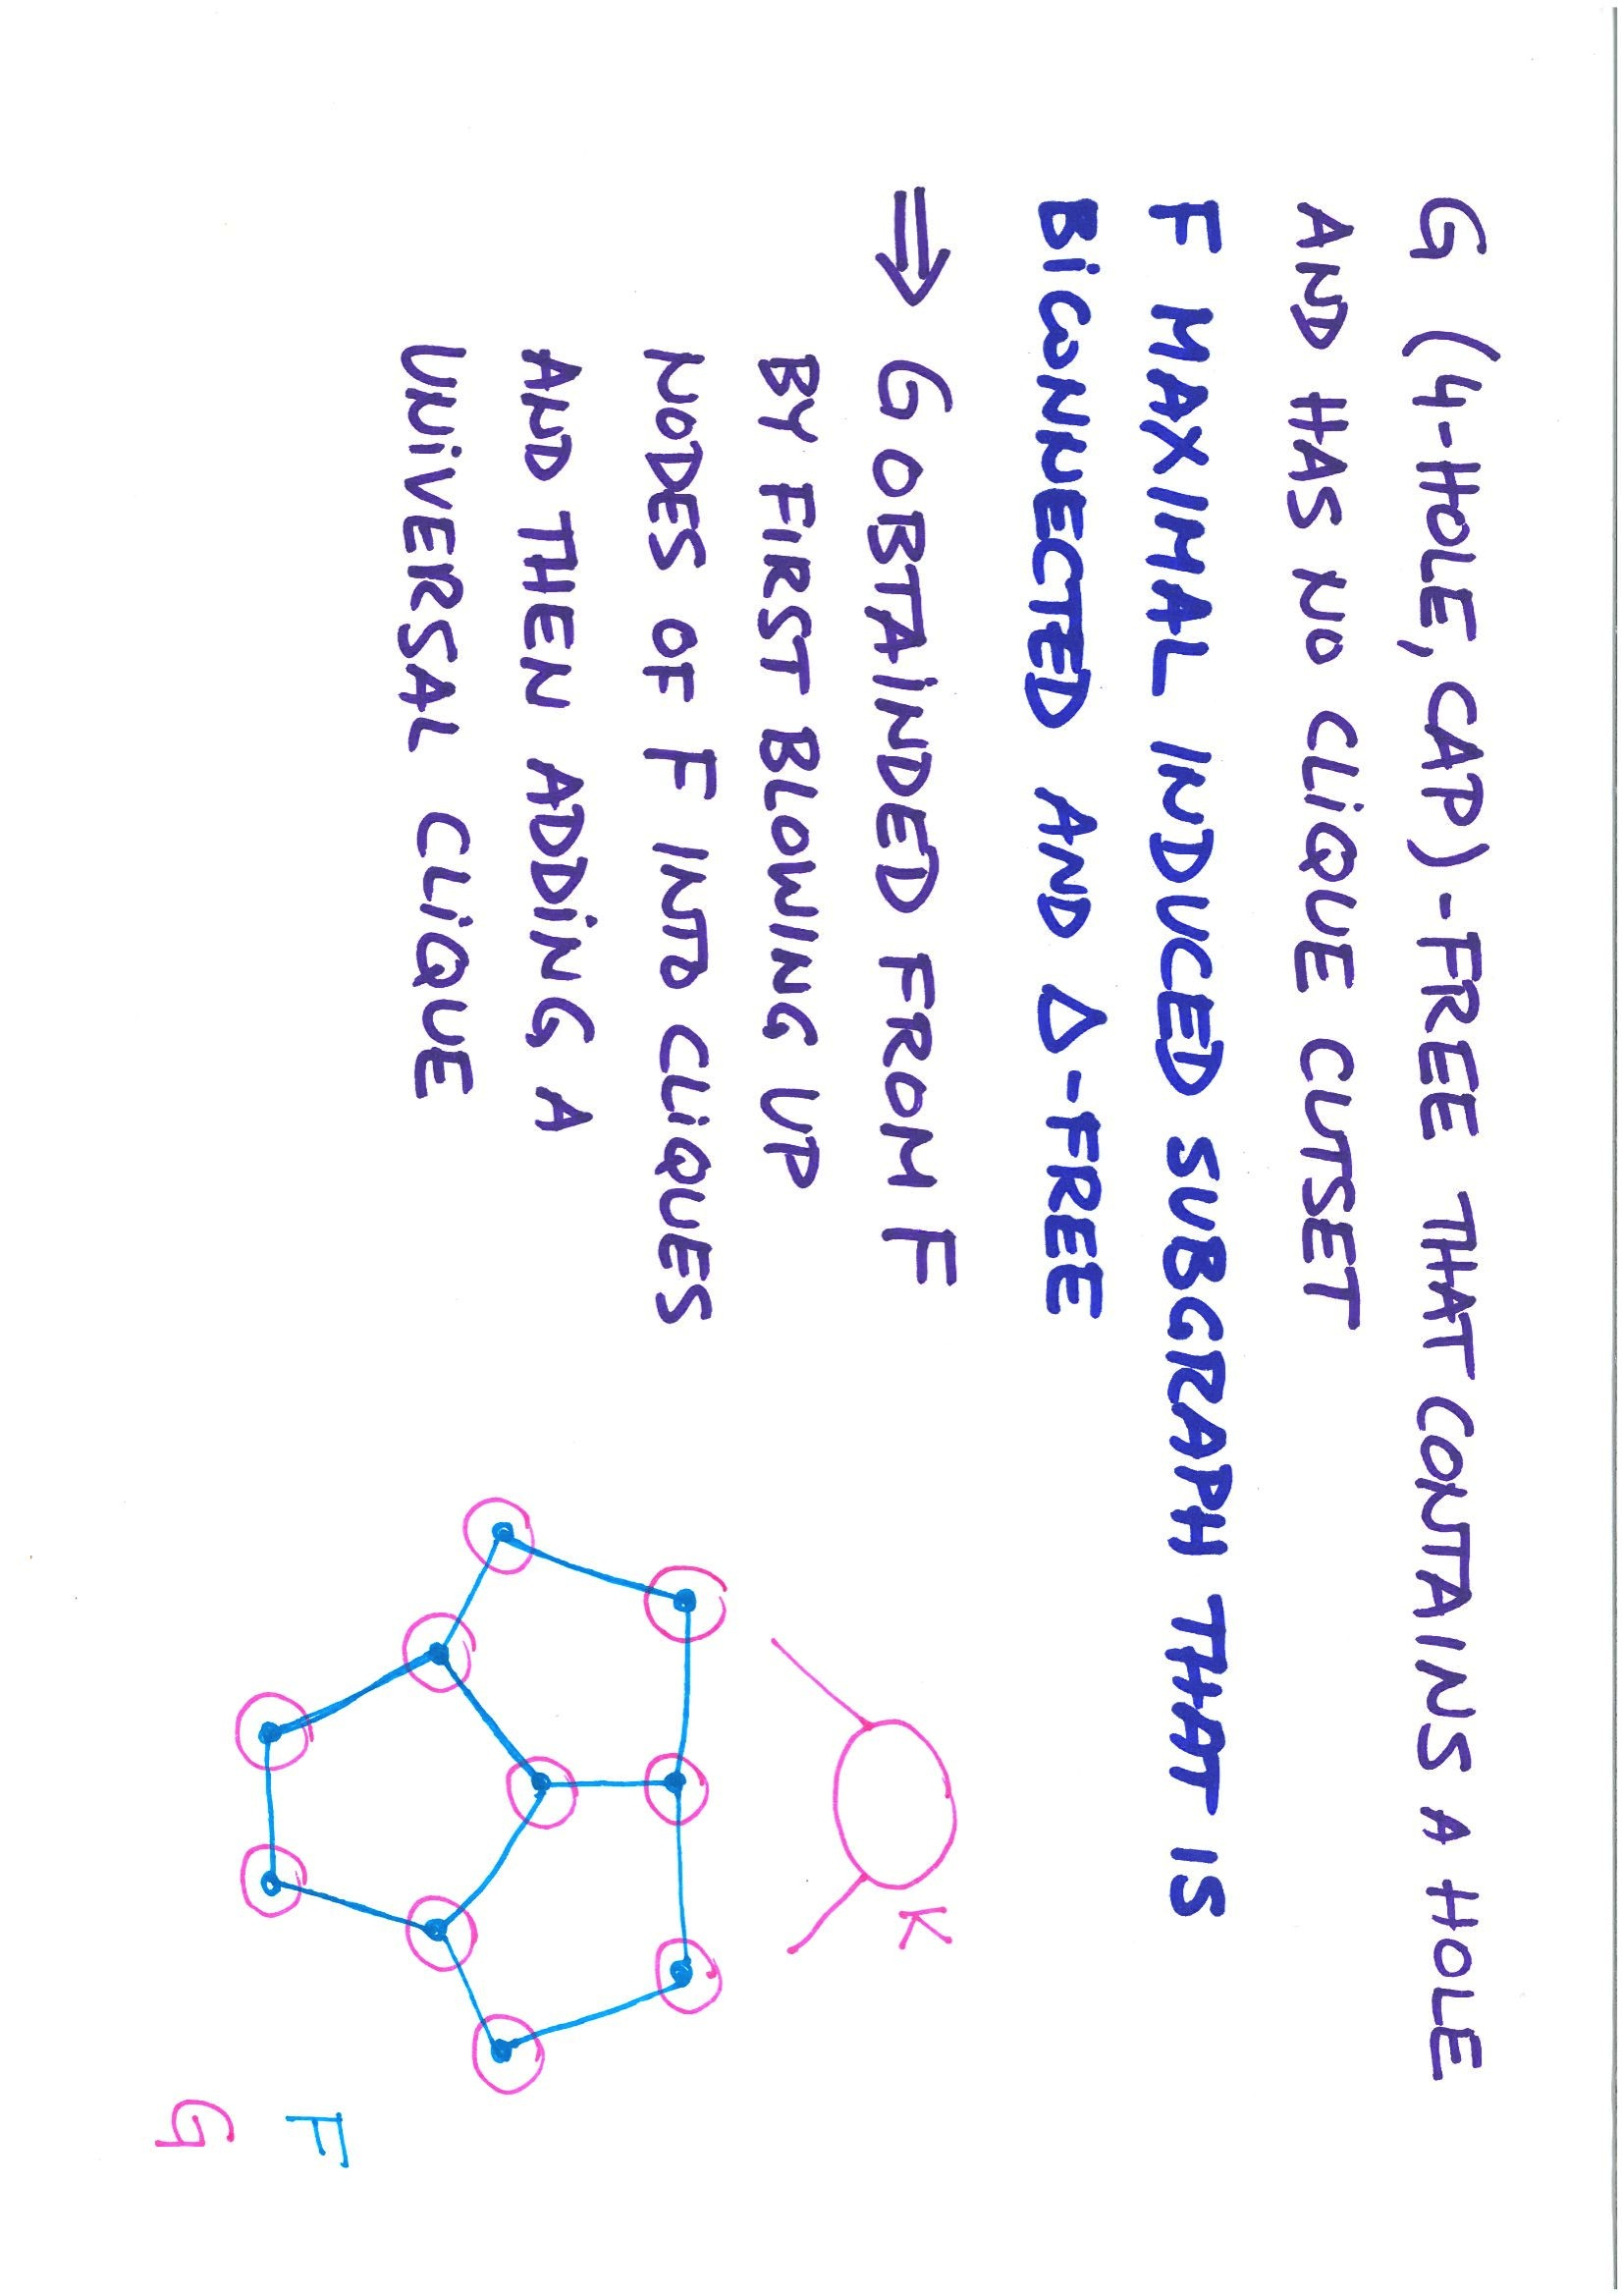 G (4-HOLE, CAP)-FREE THAT CONTAINS A HOLE
AND HAS NO CLIQUE CUTSET
F MAXIMAL INDUCED SUBGRAPH THAT IS
BICONNECTED AND Δ-FREE
⇒ G OBTAINDED FROM F
BY FIRST BLOWING UP
NODES OF F INTO CLIQUES
AND THEN ADDING A
UNIVERSAL CLIQUE
K
F
G